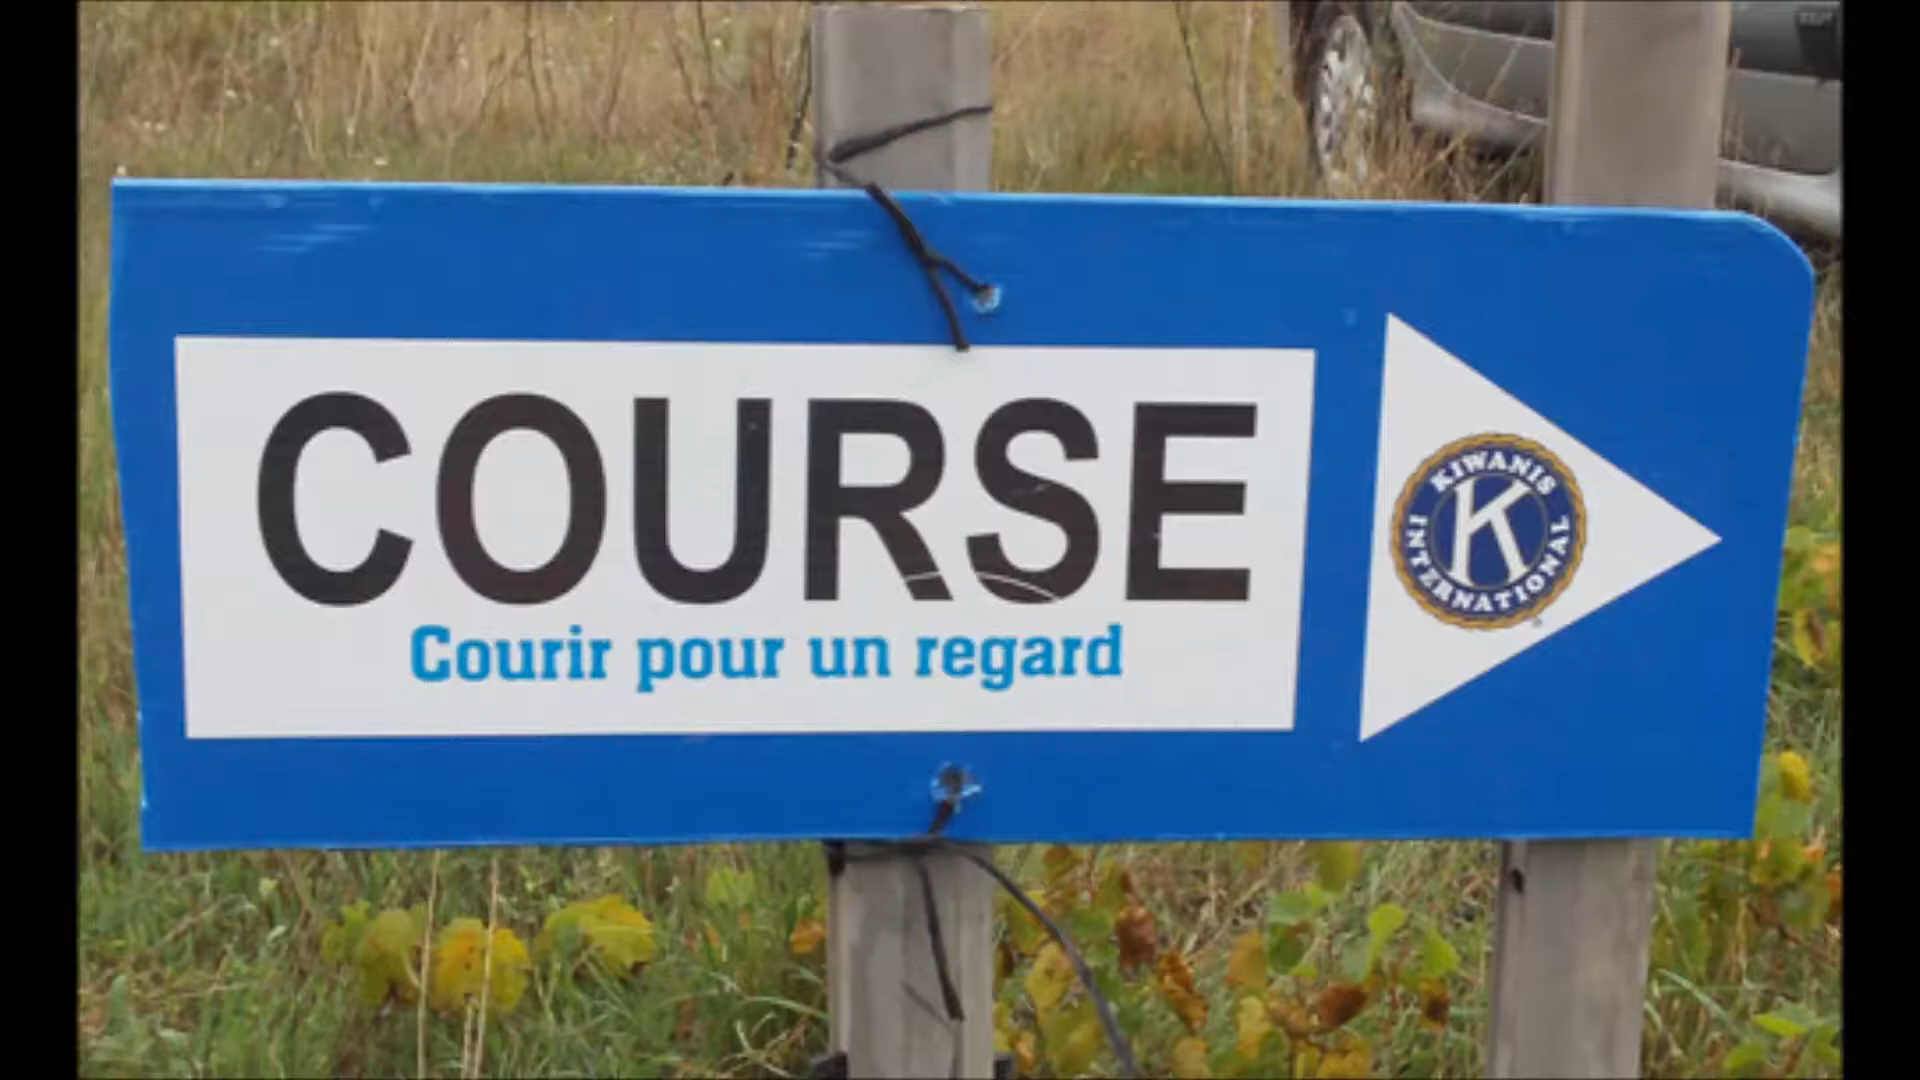 COURSE
Courir pour un regard
KIWANIS
K
INTERNATIONAL